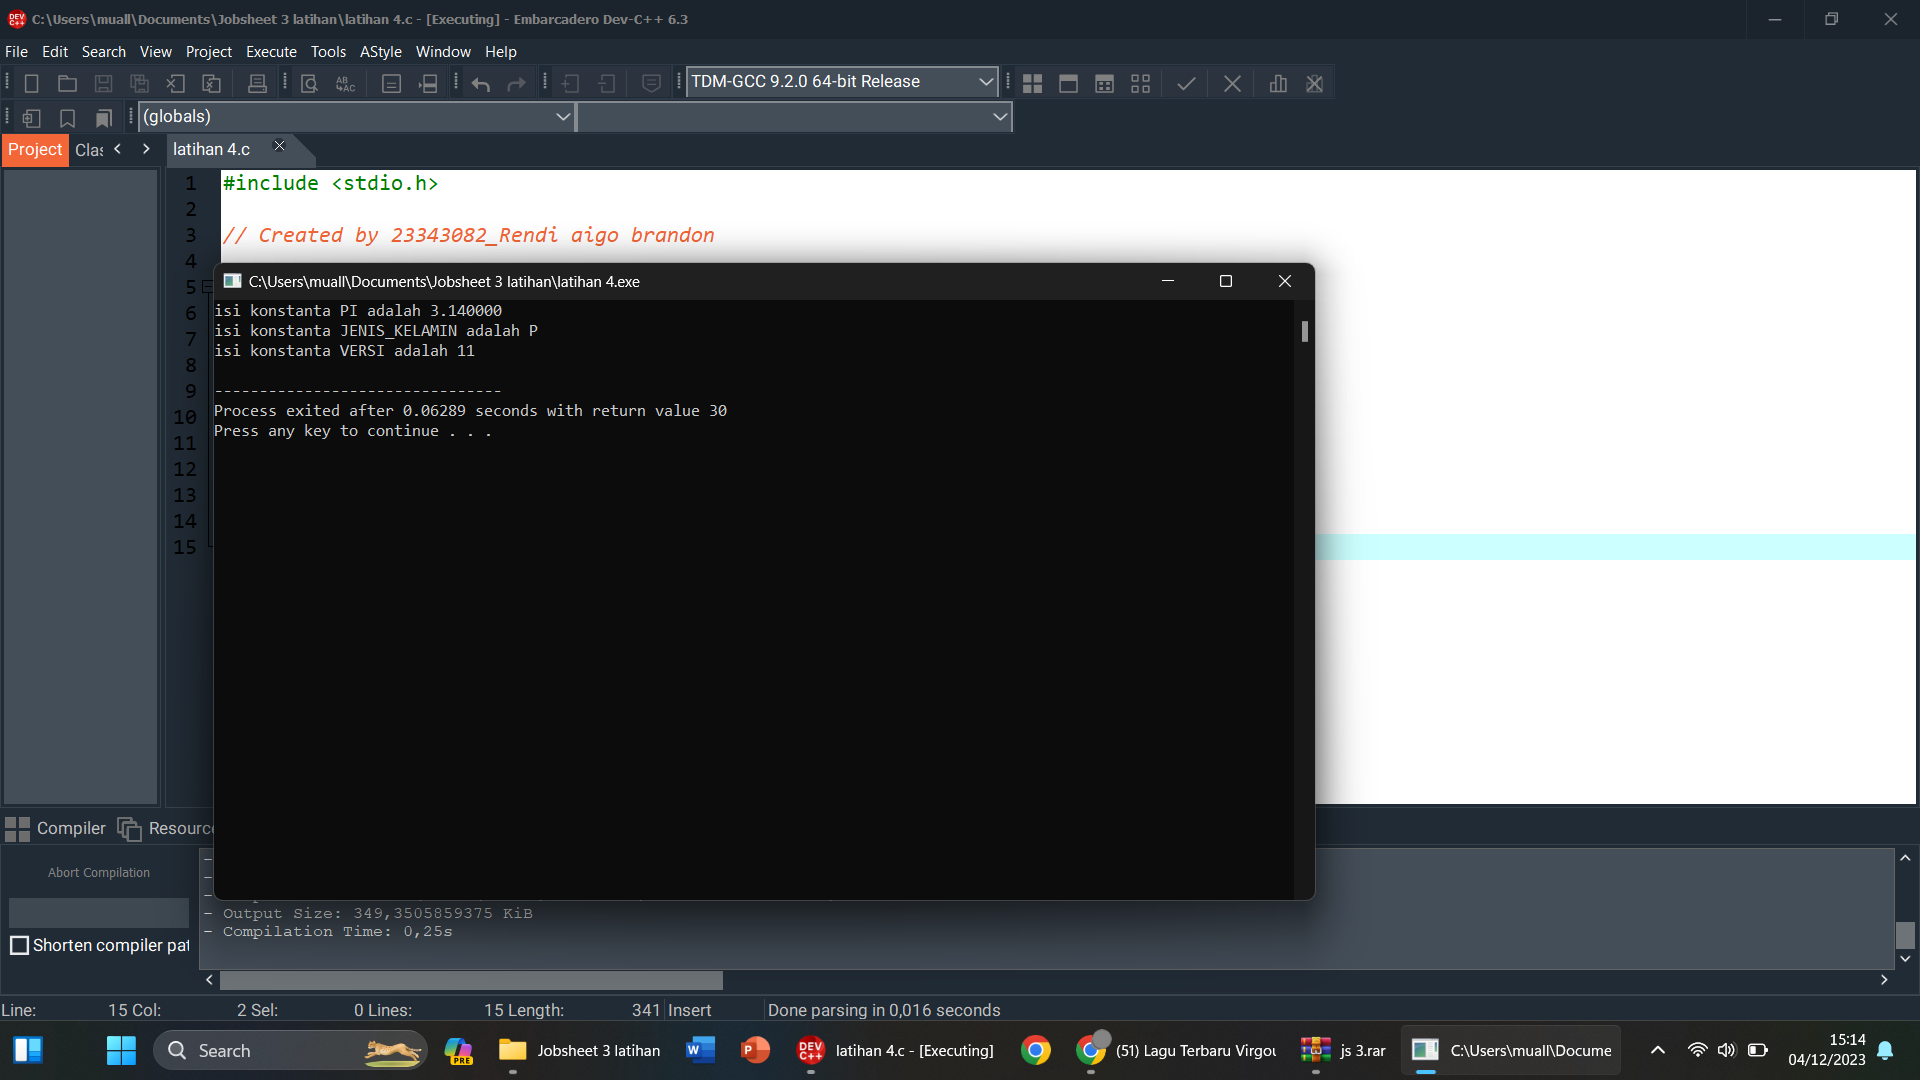 C:\Users\muall\Documents\Jobsheet 3 latihan\latihan 4.c - [Executing] - Embarcadero Dev-C++ 6.3
File Edit Search View Project Execute Tools AStyle Window Help
TDM-GCC 9.2.0 64-bit Release
(globals)
Project Clas latihan 4.c
1 #include <stdio.h>
2
3 // Created by 23343082_Rendi aigo brandon
4
5
6
7
8
9
10
11
12
13
14
15
C:\Users\muall\Documents\Jobsheet 3 latihan\latihan 4.exe
isi konstanta PI adalah 3.140000
isi konstanta JENIS_KELAMIN adalah P
isi konstanta VERSI adalah 11
--------------------------------
Process exited after 0.06289 seconds with return value 30
Press any key to continue . . .
Compiler Resource
Abort Compilation
Shorten compiler pat
- Output Size: 349,3505859375 KiB
- Compilation Time: 0,25s
Line: 15 Col: 2 Sel: 0 Lines: 15 Length: 341 Insert Done parsing in 0,016 seconds
Search
PRE
Jobsheet 3 latihan
DEV C++
latihan 4.c - [Executing]
(51) Lagu Terbaru Virgou
js 3.rar
C:\Users\muall\Docume
15:14
04/12/2023